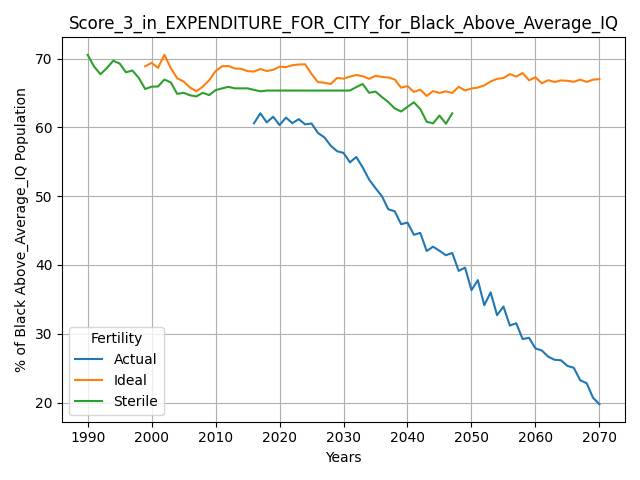 Score_3_in_EXPENDITURE_FOR_CITY_for_Black_Above_Average_IQ
% of Black Above_Average_IQ Population
70
60
50
40
30
20
Fertility
Actual
Ideal
Sterile
1990 2000 2010 2020 2030 2040 2050 2060 2070
Years